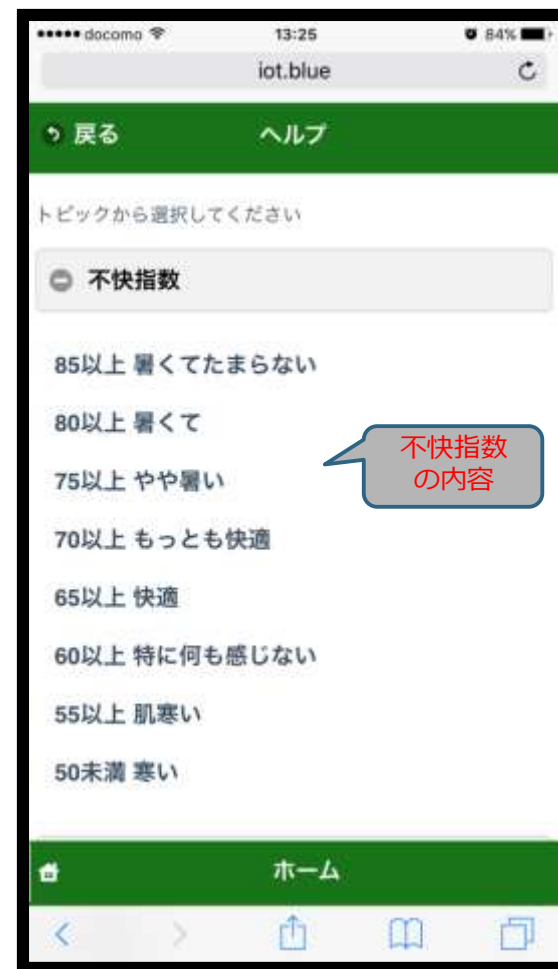 docomo 13:25 84%
iot.blue
戻る ヘルプ
トピックから選択してください
不快指数
85以上 暑くてたまらない
80以上 暑くて
75以上 やや暑い
70以上 もっとも快適
65以上 快適
60以上 特に何も感じない
55以上 肌寒い
50未満 寒い
不快指数
の内容
ホーム